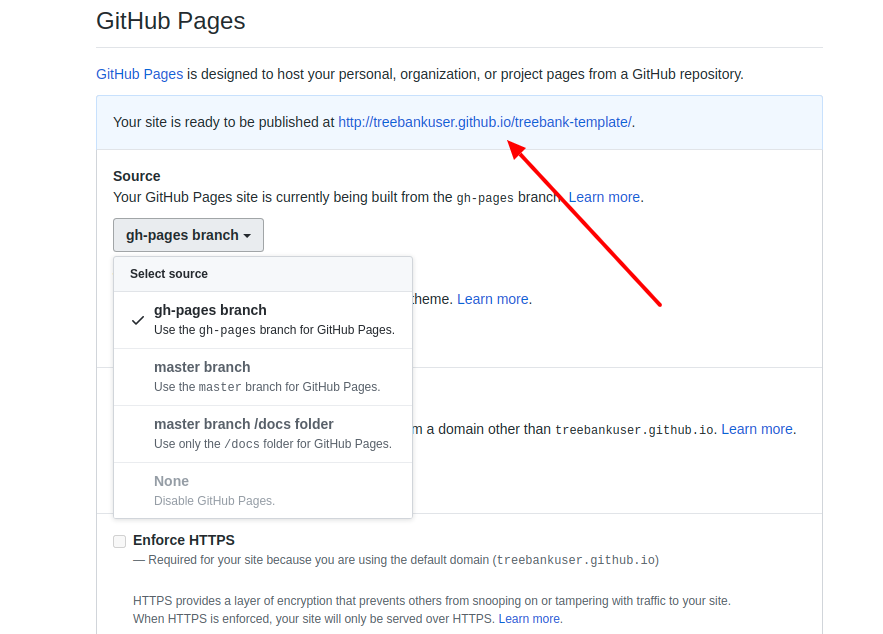 GitHub Pages
GitHub Pages is designed to host your personal, organization, or project pages from a GitHub repository.
Your site is ready to be published at http://treebankuser.github.io/treebank-template/.
Source
Your GitHub Pages site is currently being built from the gh-pages branch. Learn more.
gh-pages branch
Select source
theme. Learn more.
gh-pages branch
Use the gh-pages branch for GitHub Pages.
master branch
Use the master branch for GitHub Pages.
master branch /docs folder
m a domain other than treebankuser.github.io. Learn more.
Use only the /docs folder for GitHub Pages.
None
Disable GitHub Pages.
Enforce HTTPS
— Required for your site because you are using the default domain (treebankuser.github.io)
HTTPS provides a layer of encryption that prevents others from snooping on or tampering with traffic to your site.
When HTTPS is enforced, your site will only be served over HTTPS. Learn more.